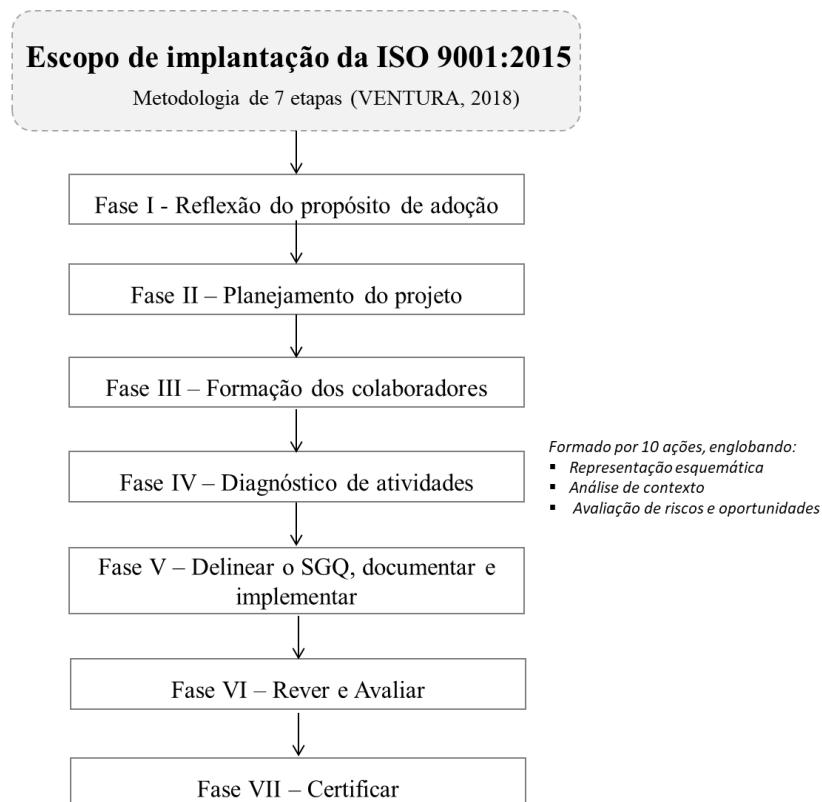 Escopo de implantação da ISO 9001:2015
Metodologia de 7 etapas (VENTURA, 2018)
Fase I - Reflexão do propósito de adoção
Fase II – Planejamento do projeto
Fase III – Formação dos colaboradores
Fase IV – Diagnóstico de atividades
Formado por 10 ações, englobando:
▪ Representação esquemática
▪ Análise de contexto
▪ Avaliação de riscos e oportunidades
Fase V – Delinear o SGQ, documentar e
implementar
Fase VI – Rever e Avaliar
Fase VII – Certificar